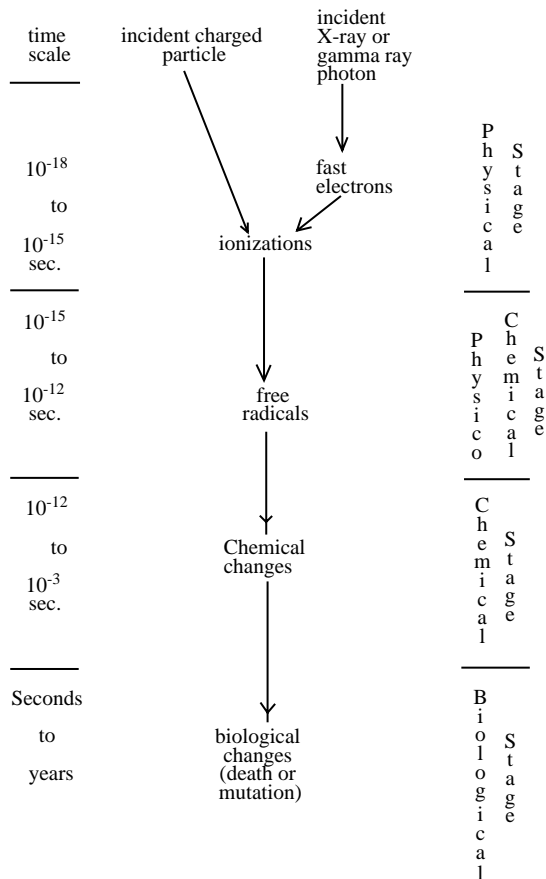 time
scale
incident charged
particle
incident
X-ray or
gamma ray
photon
10⁻¹⁸
to
10⁻¹⁵
sec.
fast
electrons
ionizations
Physical
Stage
10⁻¹⁵
to
10⁻¹²
sec.
free
radicals
Physico
Chemical
Stage
10⁻¹²
to
10⁻³
sec.
Chemical
changes
Chemical
Stage
Seconds
to
years
biological
changes
(death or
mutation)
Biological
Stage